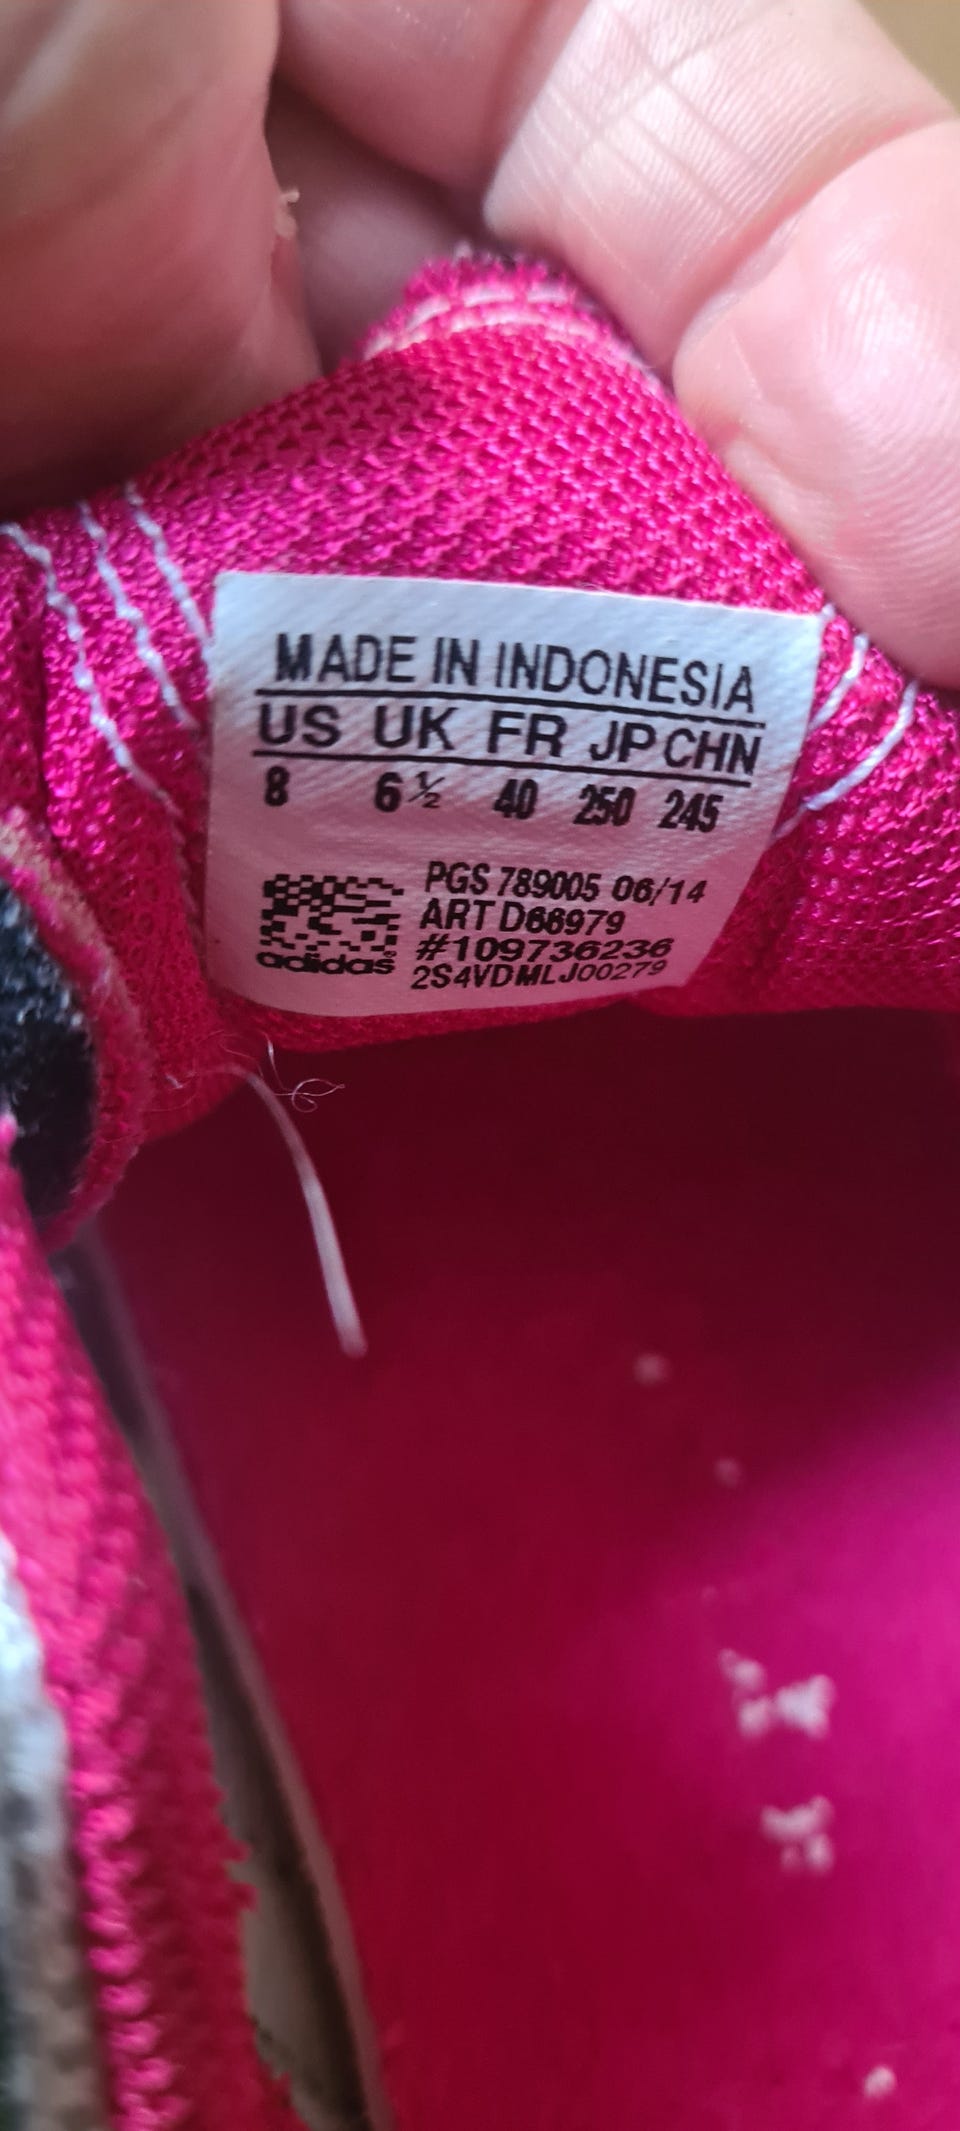 MADE IN INDONESIA
US UK FR JP CHN
8 6½ 40 250 245
PGS 789005 06/14
ART D66979
#109736236
2S4VDMLJ00279
adidas®